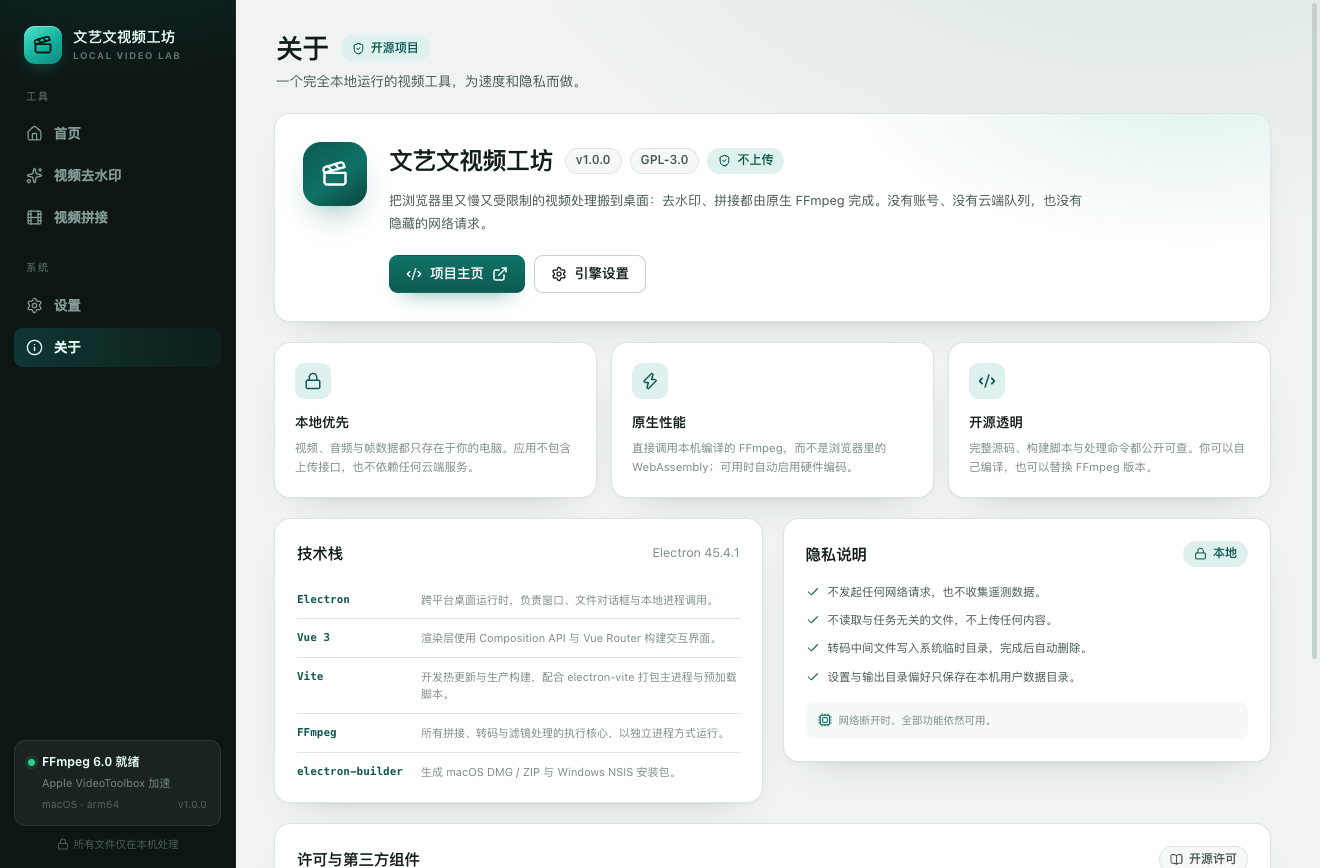 文艺文视频工坊
LOCAL VIDEO LAB
工具
首页
视频去水印
视频拼接
系统
设置
关于
FFmpeg 6.0 就绪
Apple VideoToolbox 加速
macOS · arm64 v1.0.0
所有文件仅在本机处理
关于 开源项目
一个完全本地运行的视频工具，为速度和隐私而做。
文艺文视频工坊 v1.0.0 GPL-3.0 不上传
把浏览器里又慢又受限制的视频处理搬到桌面：去水印、拼接都由原生 FFmpeg 完成。没有账号、没有云端队列，也没有
隐藏的网络请求。
项目主页 引擎设置
本地优先
视频、音频与帧数据都只存在于你的电脑。应用不包含
上传接口，也不依赖任何云端服务。
原生性能
直接调用本机编译的 FFmpeg，而不是浏览器里的
WebAssembly；可用时自动启用硬件编码。
开源透明
完整源码、构建脚本与处理命令都公开可查。你可以自
己编译，也可以替换 FFmpeg 版本。
技术栈 Electron 45.4.1
Electron 跨平台桌面运行时，负责窗口、文件对话框与本地进程调用。
Vue 3 渲染层使用 Composition API 与 Vue Router 构建交互界面。
Vite 开发热更新与生产构建，配合 electron-vite 打包主进程与预加载
脚本。
FFmpeg 所有拼接、转码与滤镜处理的执行核心，以独立进程方式运行。
electron-builder 生成 macOS DMG / ZIP 与 Windows NSIS 安装包。
隐私说明 本地
不发起任何网络请求，也不收集遥测数据。
不读取与任务无关的文件，不上传任何内容。
转码中间文件写入系统临时目录，完成后自动删除。
设置与输出目录偏好只保存在本机用户数据目录。
网络断开时，全部功能依然可用。
许可与第三方组件 开源许可